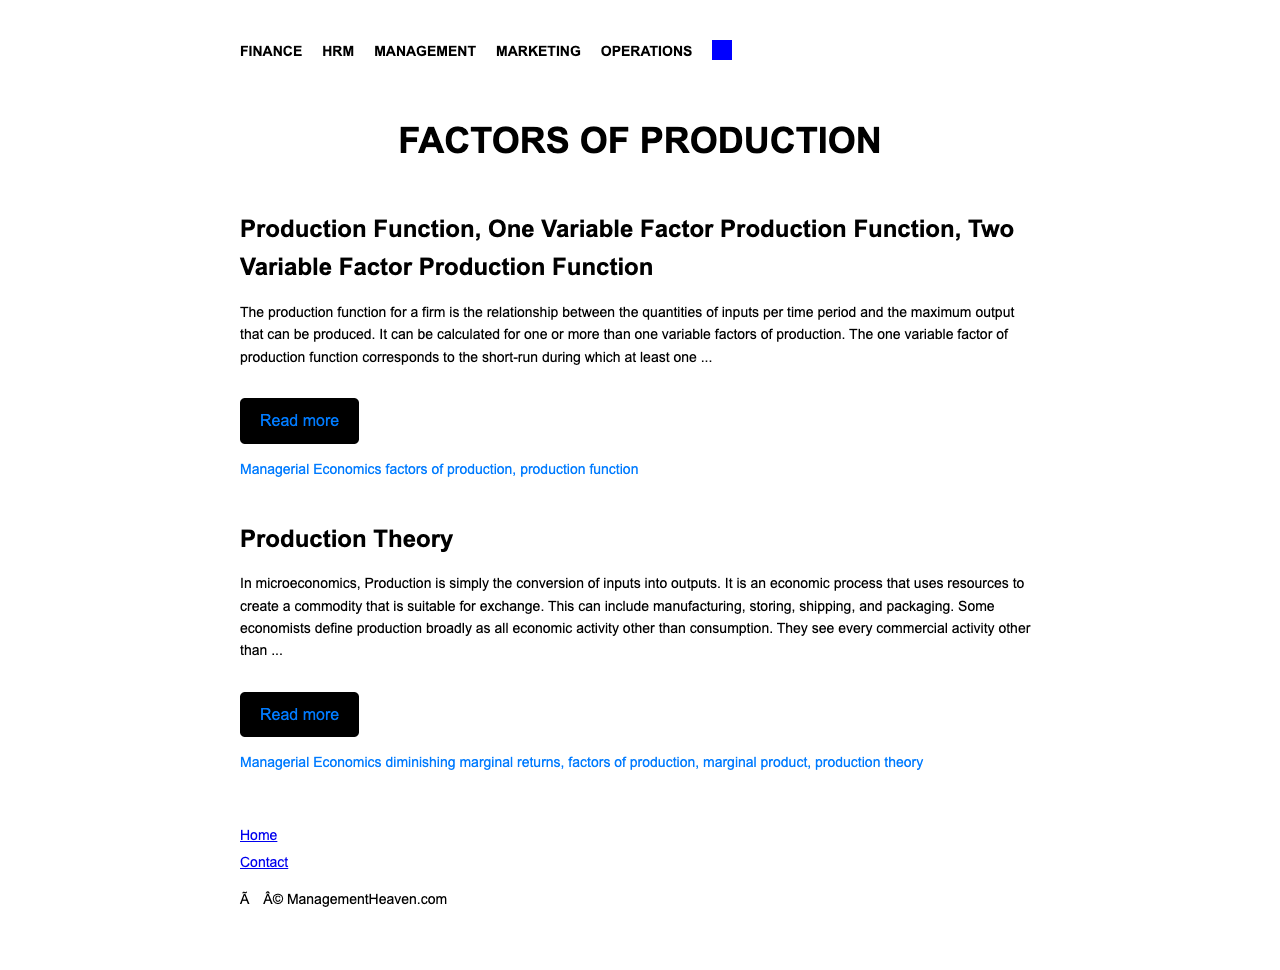 FINANCE HRM MANAGEMENT MARKETING OPERATIONS
FACTORS OF PRODUCTION
Production Function, One Variable Factor Production Function, Two
Variable Factor Production Function
The production function for a firm is the relationship between the quantities of inputs per time period and the maximum output
that can be produced. It can be calculated for one or more than one variable factors of production. The one variable factor of
production function corresponds to the short-run during which at least one ...
Read more
Managerial Economics factors of production, production function
Production Theory
In microeconomics, Production is simply the conversion of inputs into outputs. It is an economic process that uses resources to
create a commodity that is suitable for exchange. This can include manufacturing, storing, shipping, and packaging. Some
economists define production broadly as all economic activity other than consumption. They see every commercial activity other
than ...
Read more
Managerial Economics diminishing marginal returns, factors of production, marginal product, production theory
Home
Contact
Ã Â© ManagementHeaven.com